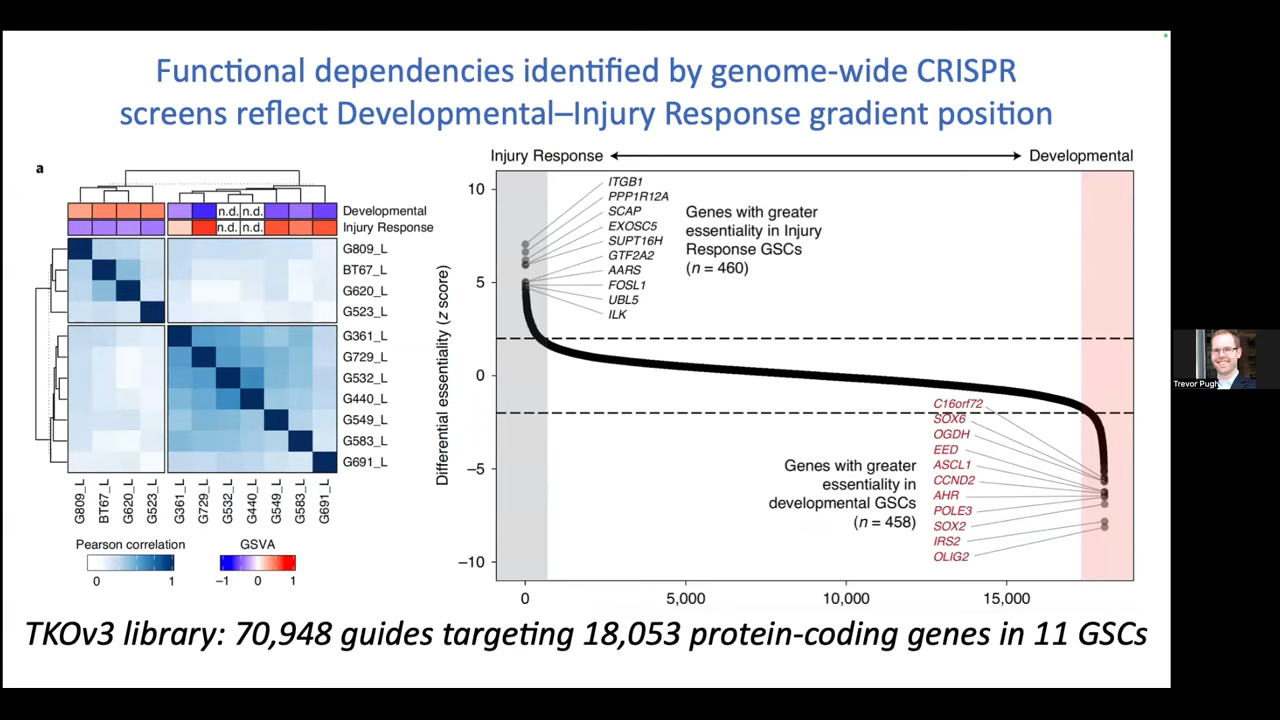 Functional dependencies identified by genome-wide CRISPR
screens reflect Developmental–Injury Response gradient position
a
n.d. n.d. Developmental
n.d. n.d. Injury Response
G809_L
BT67_L
G620_L
G523_L
G361_L
G729_L
G532_L
G440_L
G549_L
G583_L
G691_L
G809_L BT67_L G620_L G523_L G361_L G729_L G532_L G440_L G549_L G583_L G691_L
Pearson correlation
0 1
GSVA
−1 0 1
Injury Response Developmental
Differential essentiality (z score)
10
5
0
−5
−10
0 5,000 10,000 15,000
ITGB1
PPP1R12A
SCAP
EXOSC5
SUPT16H
GTF2A2
AARS
FOSL1
UBL5
ILK
Genes with greater
essentiality in Injury
Response GSCs
(n = 460)
Genes with greater
essentiality in
developmental GSCs
(n = 458)
C16orf72
SOX6
OGDH
EED
ASCL1
CCND2
AHR
POLE3
SOX2
IRS2
OLIG2
TKOv3 library: 70,948 guides targeting 18,053 protein-coding genes in 11 GSCs
Trevor Pugh